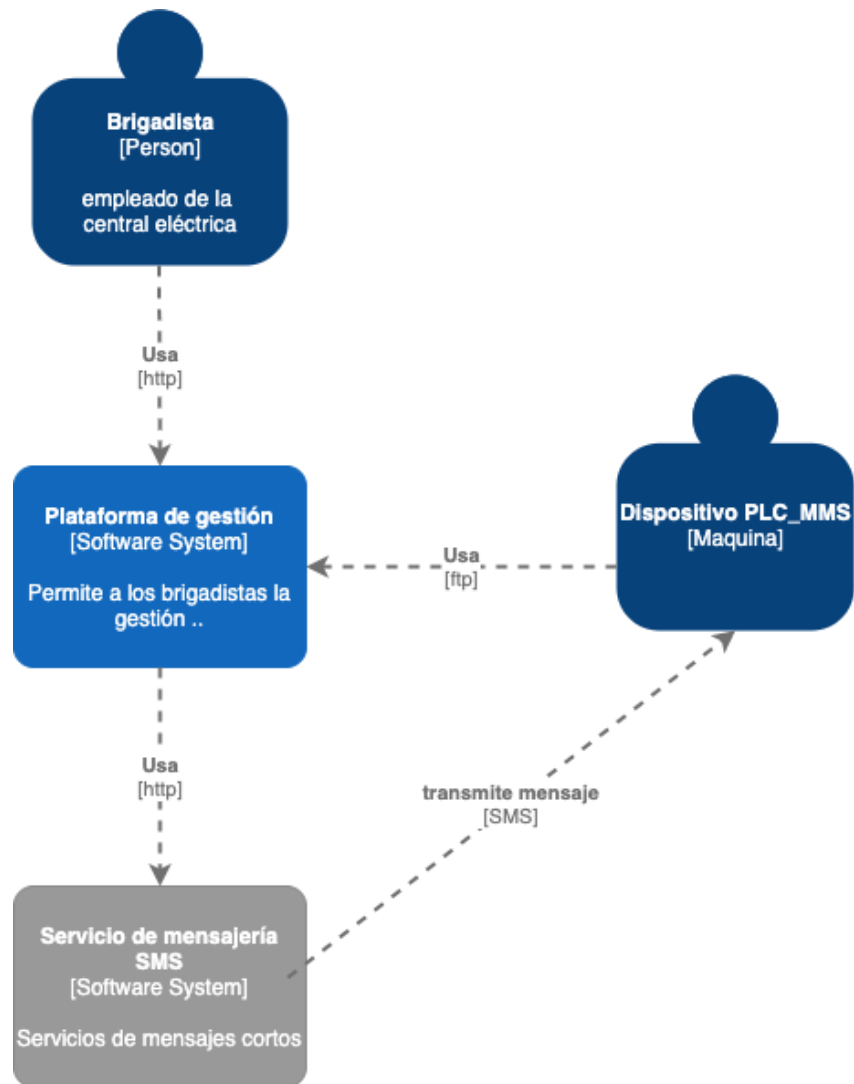 Brigadista
[Person]
empleado de la
central eléctrica
Usa
[http]
Plataforma de gestión
[Software System]
Permite a los brigadistas la
gestión ..
Usa
[ftp]
Dispositivo PLC_MMS
[Maquina]
Usa
[http]
transmite mensaje
[SMS]
Servicio de mensajería
SMS
[Software System]
Servicios de mensajes cortos